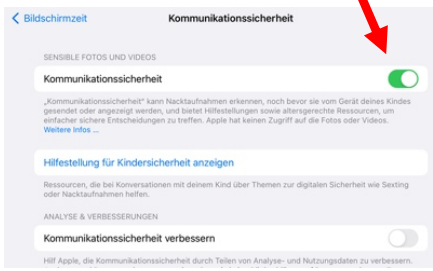 Bildschirmzeit Kommunikationssicherheit
SENSIBLE FOTOS UND VIDEOS
Kommunikationssicherheit
„Kommunikationssicherheit“ kann Nacktaufnahmen erkennen, noch bevor sie vom Gerät deines Kindes
gesendet oder angezeigt werden, und bietet Hilfestellungen sowie altersgerechte Ressourcen, um
einfacher sichere Entscheidungen zu treffen. Apple hat keinen Zugriff auf die Fotos oder Videos.
Weitere Infos ...
Hilfestellung für Kindersicherheit anzeigen
Ressourcen, die bei Konversationen mit deinem Kind über Themen zur digitalen Sicherheit wie Sexting
oder Nacktaufnahmen helfen.
ANALYSE & VERBESSERUNGEN
Kommunikationssicherheit verbessern
Hilf Apple, die Kommunikationssicherheit durch Teilen von Analyse- und Nutzungsdaten zu verbessern.